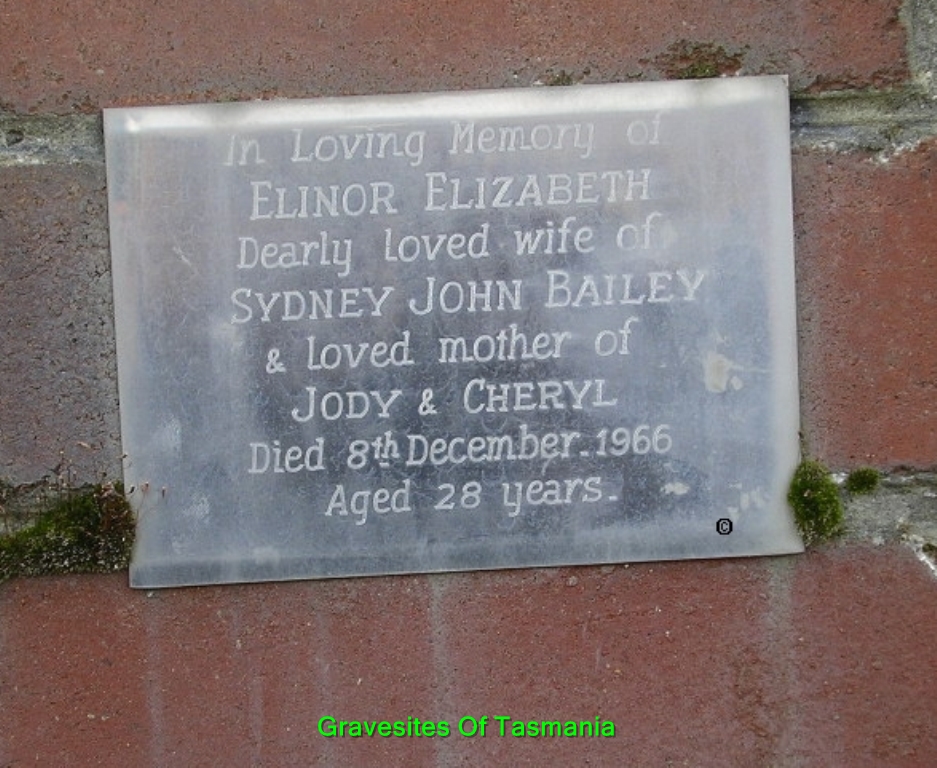 In Loving Memory of
ELINOR ELIZABETH
Dearly loved wife of
SYDNEY JOHN BAILEY
& loved mother of
JODY & CHERYL
Died 8th December.1966
Aged 28 years.
©
Gravesites Of Tasmania